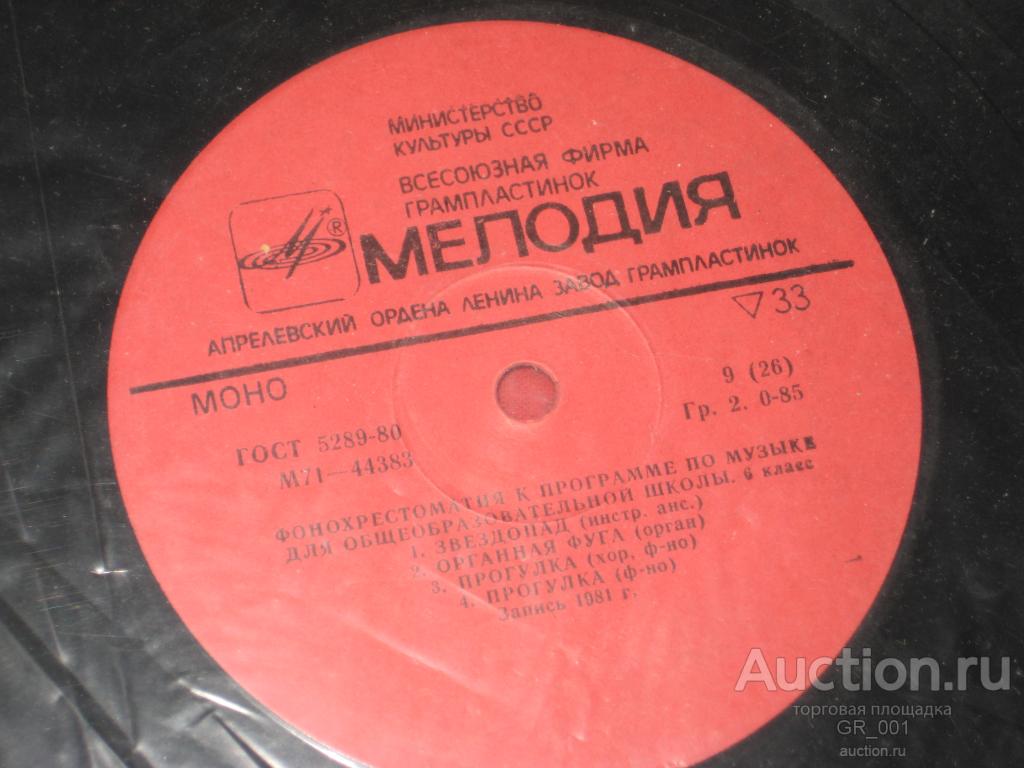 МИНИСТЕРСТВО
КУЛЬТУРЫ СССР
ВСЕСОЮЗНАЯ ФИРМА
ГРАМПЛАСТИНОК
®
МЕЛОДИЯ
АПРЕЛЕВСКИЙ ОРДЕНА ЛЕНИНА ЗАВОД ГРАМПЛАСТИНОК
▽33
МОНО
9 (26)
ГОСТ 5289-80
Гр. 2. 0-85
М71—44383
ФОНОХРЕСТОМАТИЯ К ПРОГРАММЕ ПО МУЗЫКЕ
ДЛЯ ОБЩЕОБРАЗОВАТЕЛЬНОЙ ШКОЛЫ. 6 класс
1. ЗВЕЗДОПАД (инстр. анс.)
2. ОРГАННАЯ ФУГА (орган)
3. ПРОГУЛКА (хор, ф-но)
4. ПРОГУЛКА (ф-но)
Запись 1981 г.
Auction.ru
торговая площадка
GR_001
auction.ru